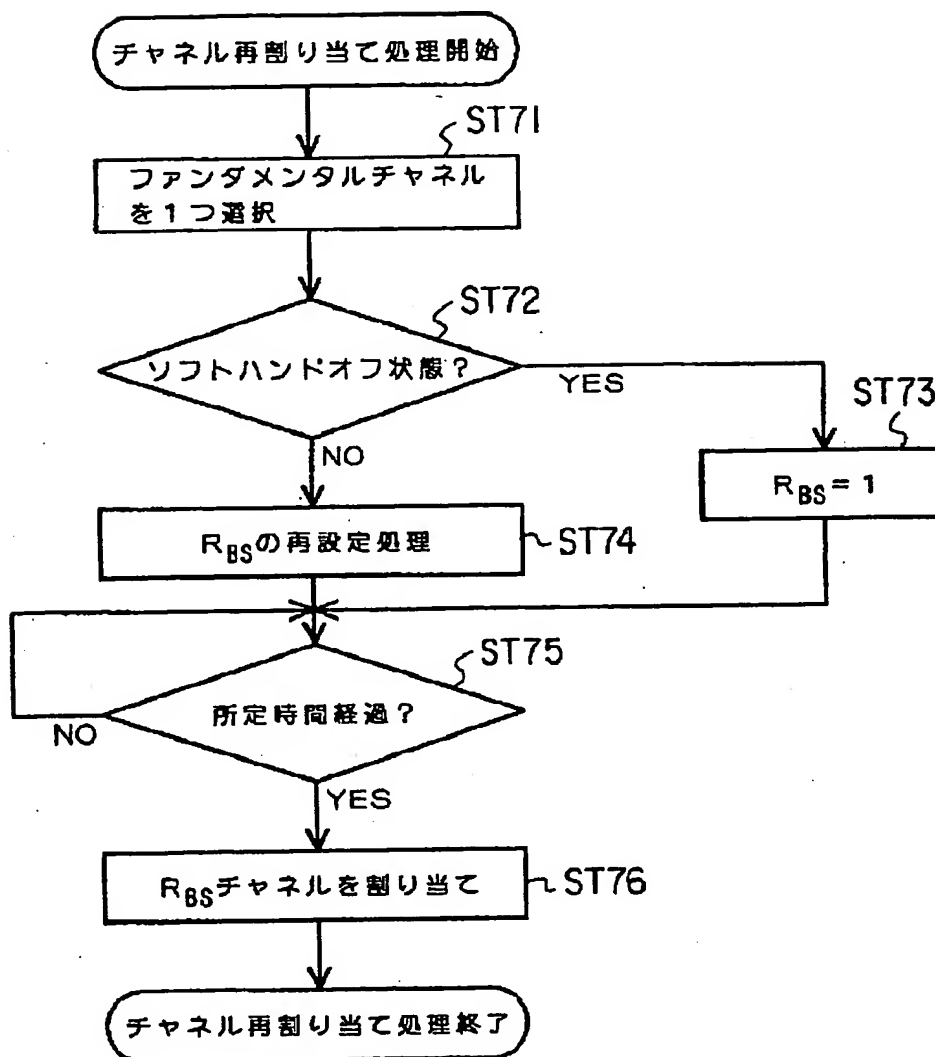 チャネル再割り当て処理開始
ST71
ファンダメンタルチャネル
を1つ選択
ST72
ソフトハンドオフ状態?
YES
ST73
NO
RBS=1
RBSの再設定処理
ST74
ST75
所定時間経過?
NO
YES
RBSチャネルを割り当て
ST76
チャネル再割り当て処理終了